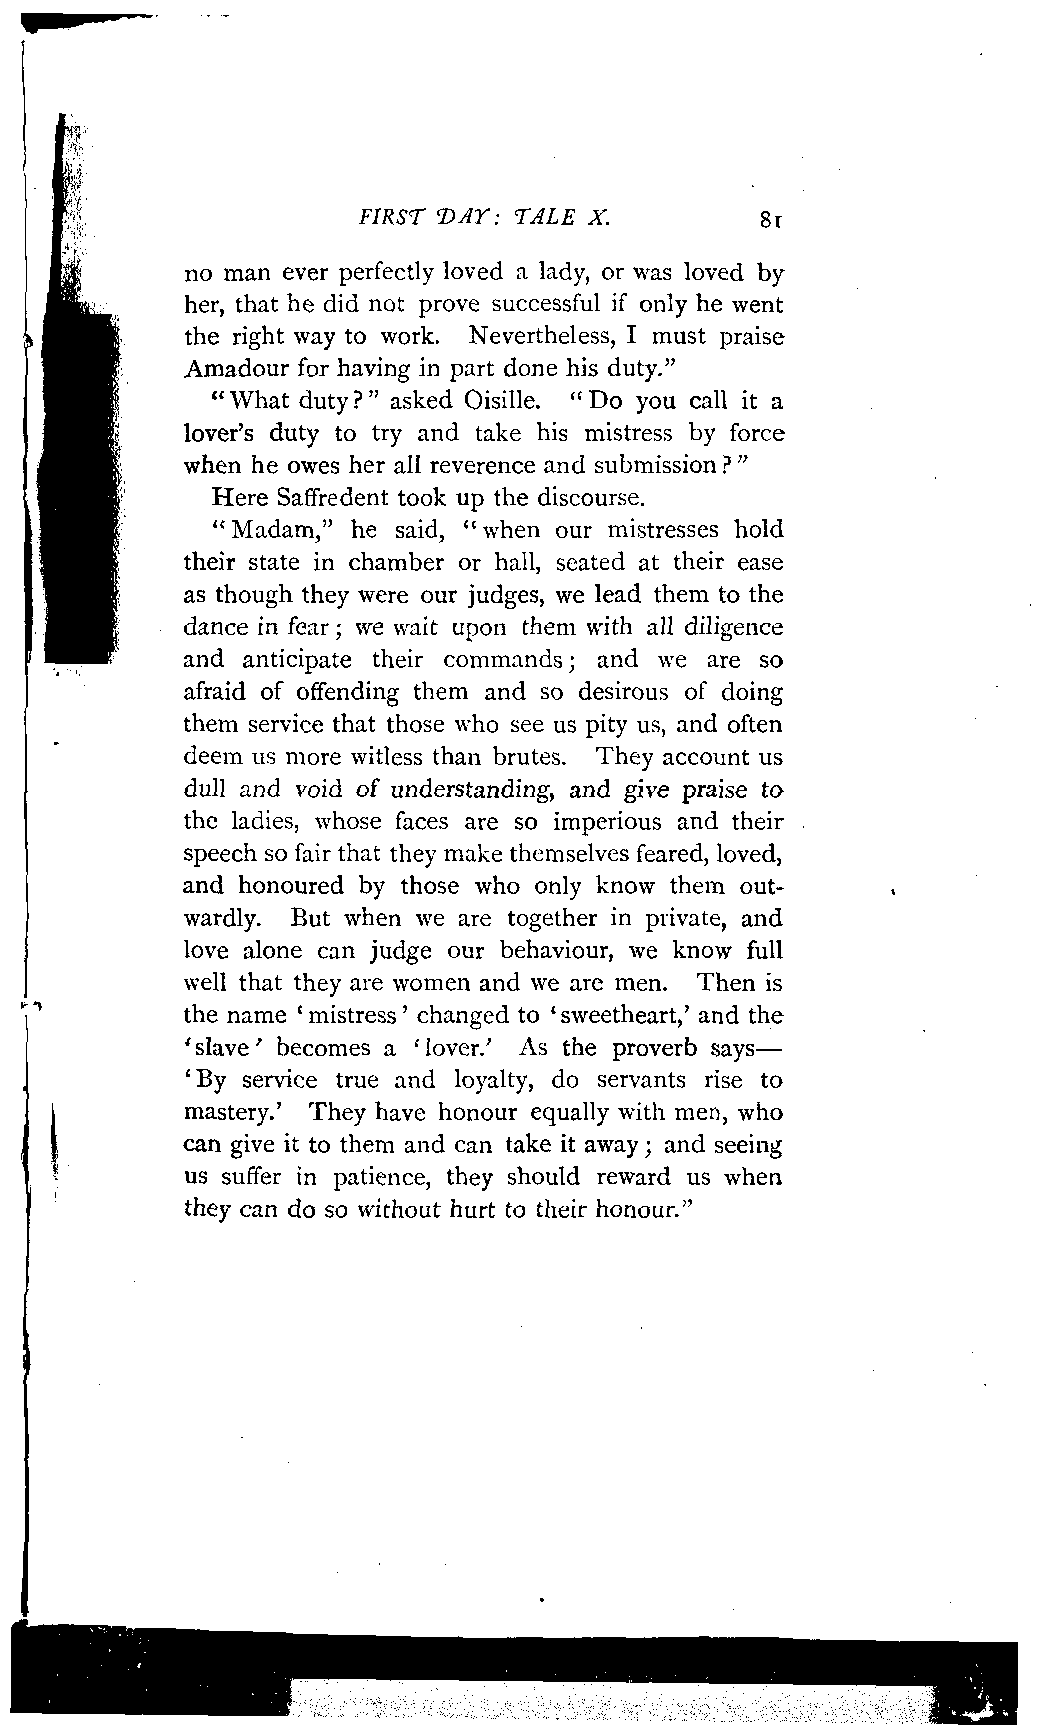 FIRST DAY: TALE X. 81
no man ever perfectly loved a lady, or was loved by
her, that he did not prove successful if only he went
the right way to work. Nevertheless, I must praise
Amadour for having in part done his duty."
"What duty?" asked Oisille. "Do you call it a
lover's duty to try and take his mistress by force
when he owes her all reverence and submission?"
Here Saffredent took up the discourse.
"Madam," he said, "when our mistresses hold
their state in chamber or hall, seated at their ease
as though they were our judges, we lead them to the
dance in fear; we wait upon them with all diligence
and anticipate their commands; and we are so
afraid of offending them and so desirous of doing
them service that those who see us pity us, and often
deem us more witless than brutes. They account us
dull and void of understanding, and give praise to
the ladies, whose faces are so imperious and their
speech so fair that they make themselves feared, loved,
and honoured by those who only know them out-
wardly. But when we are together in private, and
love alone can judge our behaviour, we know full
well that they are women and we are men. Then is
the name 'mistress' changed to 'sweetheart,' and the
'slave' becomes a 'lover.' As the proverb says—
'By service true and loyalty, do servants rise to
mastery.' They have honour equally with men, who
can give it to them and can take it away; and seeing
us suffer in patience, they should reward us when
they can do so without hurt to their honour."